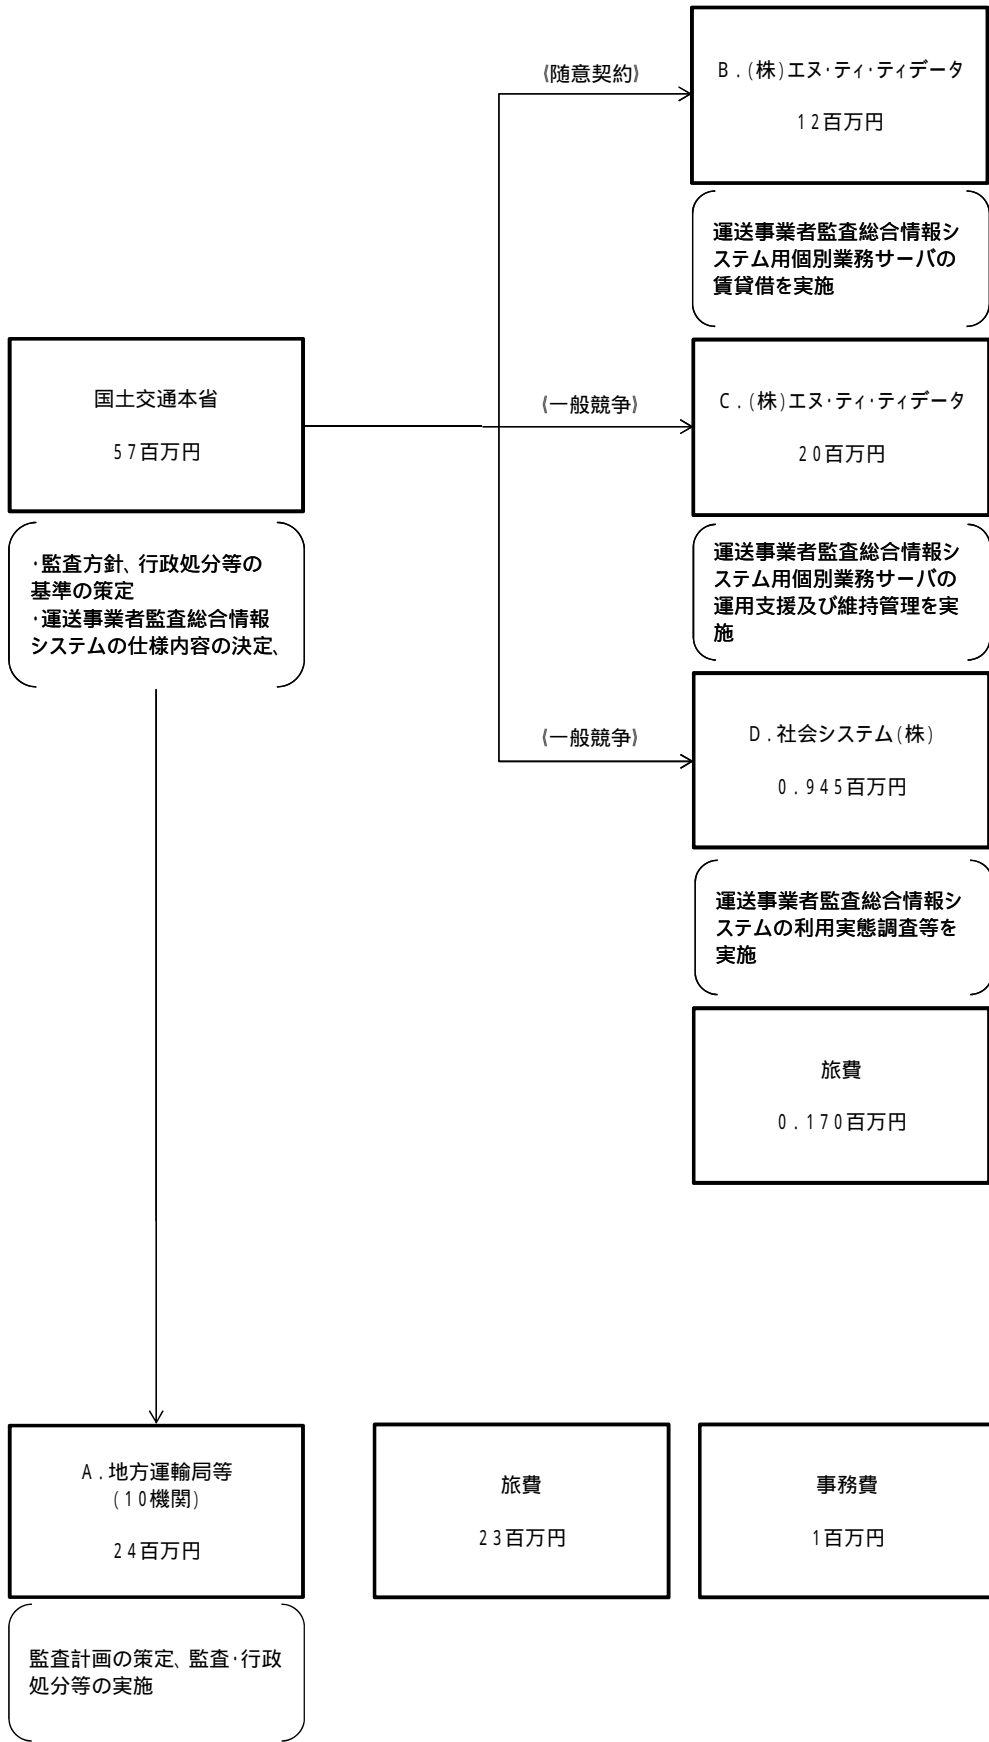 《随意契約》
B．(株)エヌ・ティ・ティデータ
12百万円
運送事業者監査総合情報シ
ステム用個別業務サーバの
賃貸借を実施
国土交通本省
57百万円
・監査方針、行政処分等の
基準の策定
・運送事業者監査総合情報
システムの仕様内容の決定、
《一般競争》
C．(株)エヌ・ティ・ティデータ
20百万円
運送事業者監査総合情報シ
ステム用個別業務サーバの
運用支援及び維持管理を実
施
《一般競争》
D．社会システム(株)
0．945百万円
運送事業者監査総合情報シ
ステムの利用実態調査等を
実施
旅費
0．170百万円
A．地方運輸局等
(10機関)
24百万円
旅費
23百万円
事務費
1百万円
監査計画の策定、監査・行政
処分等の実施